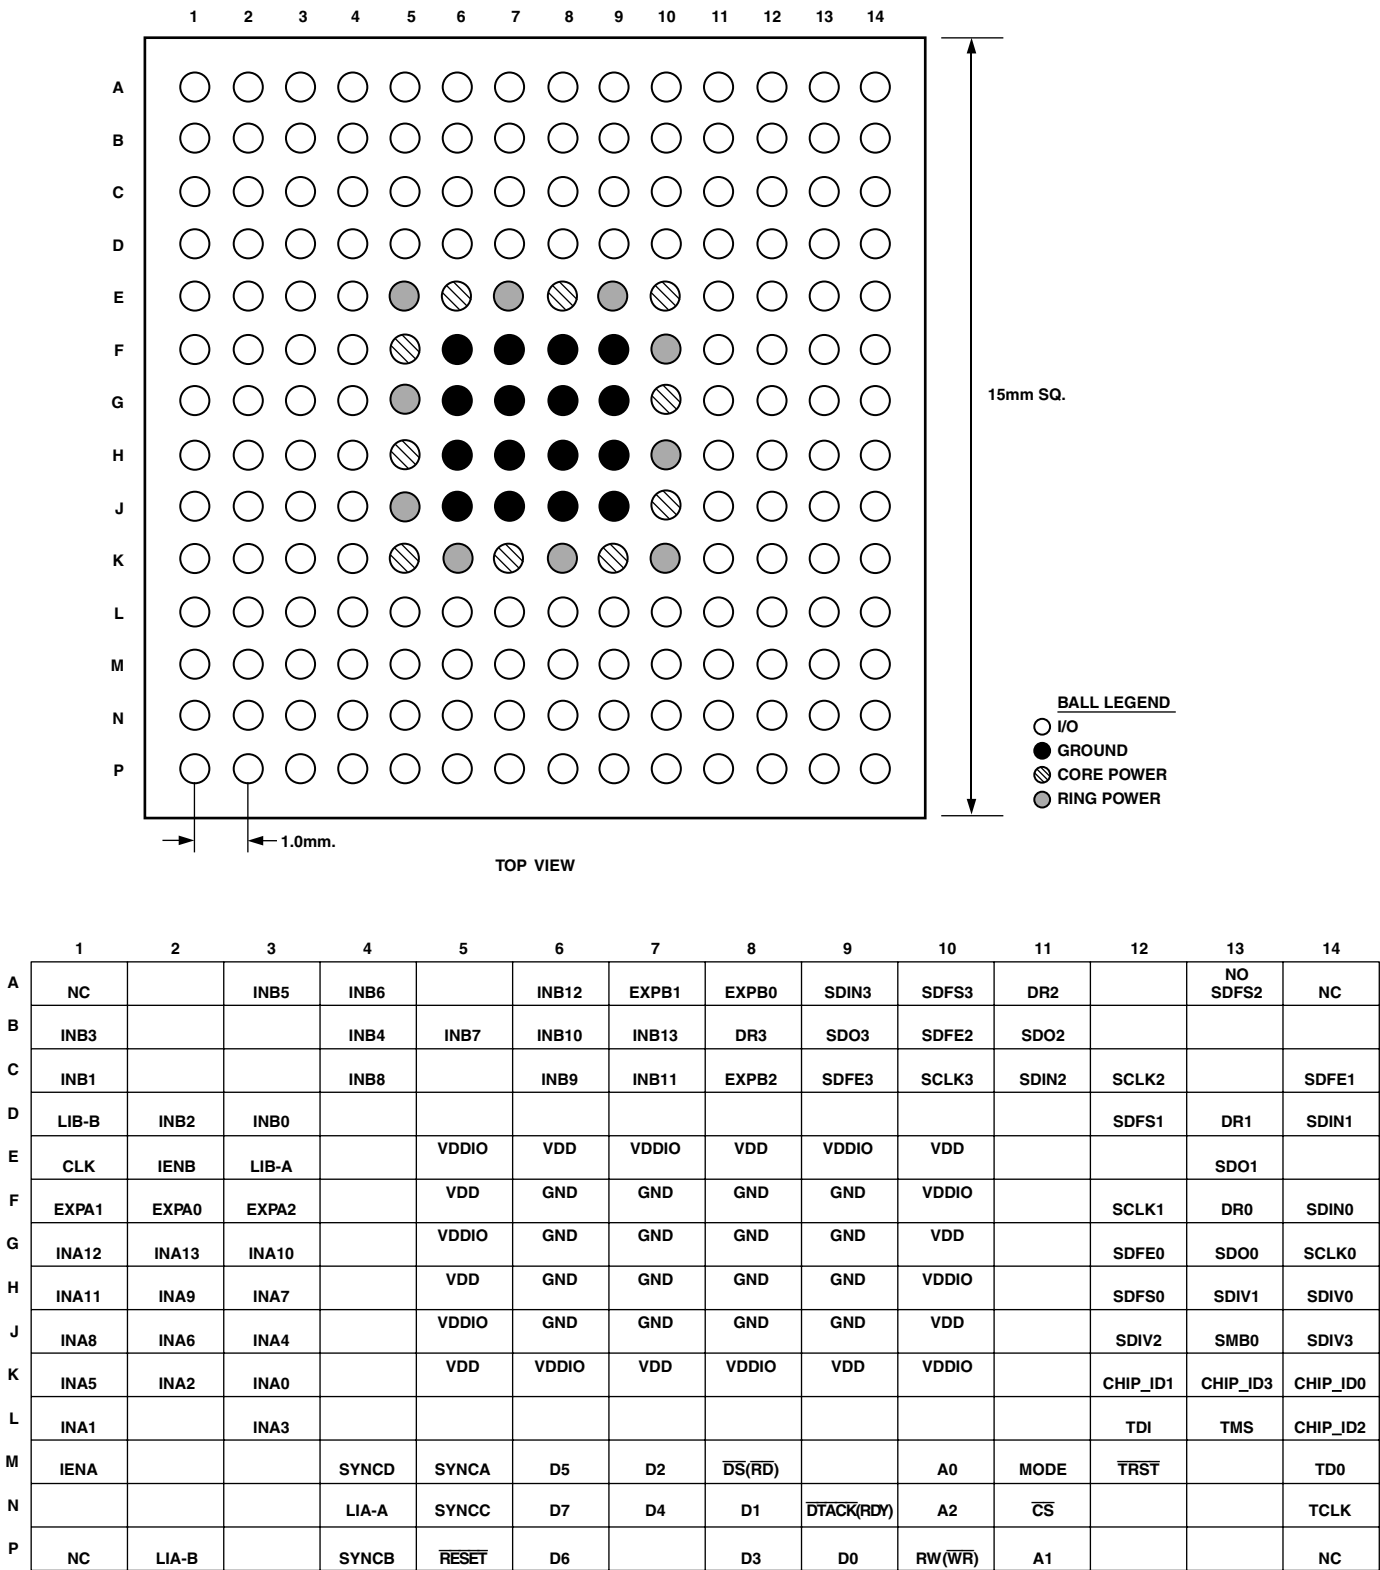 1 2 3 4 5 6 7 8 9 10 11 12 13 14
A
B
C
D
E
F
G
H
J
K
L
M
N
P
15mm SQ.
BALL LEGEND
I/O
GROUND
CORE POWER
RING POWER
1.0mm.
TOP VIEW
1 2 3 4 5 6 7 8 9 10 11 12 13 14
A NC INB5 INB6 INB12 EXPB1 EXPB0 SDIN3 SDFS3 DR2 NO SDFS2 NC
B INB3 INB4 INB7 INB10 INB13 DR3 SDO3 SDFE2 SDO2
C INB1 INB8 INB9 INB11 EXPB2 SDFE3 SCLK3 SDIN2 SCLK2 SDFE1
D LIB-B INB2 INB0 SDFS1 DR1 SDIN1
E CLK IENB LIB-A VDDIO VDD VDDIO VDD VDDIO VDD SDO1
F EXPA1 EXPA0 EXPA2 VDD GND GND GND GND VDDIO SCLK1 DR0 SDIN0
G INA12 INA13 INA10 VDDIO GND GND GND GND VDD SDFE0 SDO0 SCLK0
H INA11 INA9 INA7 VDD GND GND GND GND VDDIO SDFS0 SDIV1 SDIV0
J INA8 INA6 INA4 VDDIO GND GND GND GND VDD SDIV2 SMB0 SDIV3
K INA5 INA2 INA0 VDD VDDIO VDD VDDIO VDD VDDIO CHIP_ID1 CHIP_ID3 CHIP_ID0
L INA1 INA3 TDI TMS CHIP_ID2
M IENA SYNCD SYNCA D5 D2 D̅S̅(R̅D̅) A0 MODE T̅R̅S̅T̅ TD0
N LIA-A SYNCC D7 D4 D1 D̅T̅A̅C̅K̅(RDY) A2 C̅S̅ TCLK
P NC LIA-B SYNCB R̅E̅S̅E̅T̅ D6 D3 D0 RW(W̅R̅) A1 NC